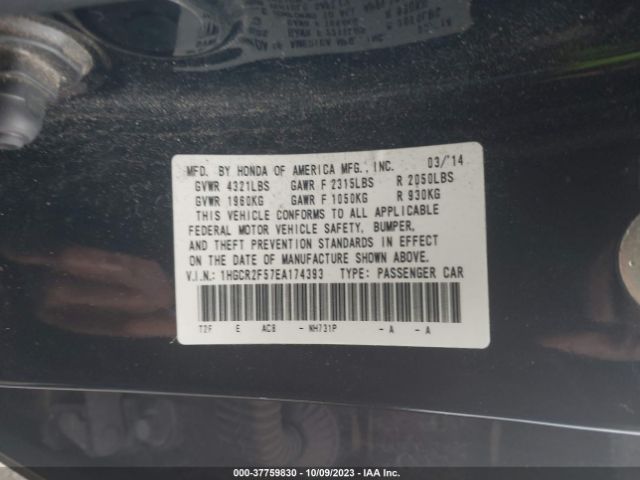 MFD. BY HONDA OF AMERICA MFG., INC. 03/'14
GVWR 4321LBS GAWR F 2315LBS R 2050LBS
GVWR 1960KG GAWR F 1050KG R 930KG
THIS VEHICLE CONFORMS TO ALL APPLICABLE
FEDERAL MOTOR VEHICLE SAFETY, BUMPER,
AND THEFT PREVENTION STANDARDS IN EFFECT
ON THE DATE OF MANUFACTURE SHOWN ABOVE.
V.I.N.: 1HGCR2F57EA174393 TYPE: PASSENGER CAR
T2F E AC8 - NH731P - A - A
000-37759830 - 10/09/2023 - IAA Inc.